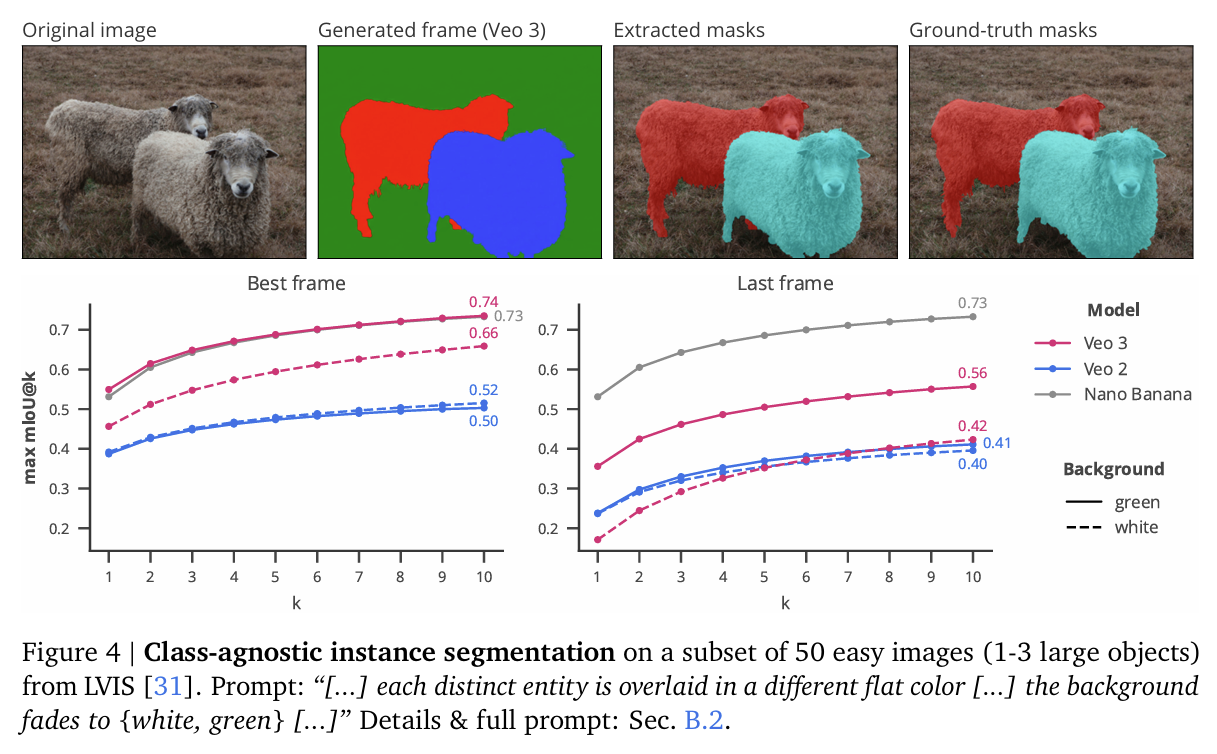 Original image
Generated frame (Veo 3)
Extracted masks
Ground-truth masks
Best frame
max mIoU@k
0.7
0.6
0.5
0.4
0.3
0.2
0.74
0.73
0.66
0.52
0.50
1 2 3 4 5 6 7 8 9 10
k
Last frame
0.7
0.6
0.5
0.4
0.3
0.2
0.73
0.56
0.42
0.41
0.40
1 2 3 4 5 6 7 8 9 10
k
Model
Veo 3
Veo 2
Nano Banana
Background
green
white
Figure 4 | Class-agnostic instance segmentation on a subset of 50 easy images (1-3 large objects)
from LVIS [31]. Prompt: “[...] each distinct entity is overlaid in a different flat color [...] the background
fades to {white, green} [...]” Details & full prompt: Sec. B.2.